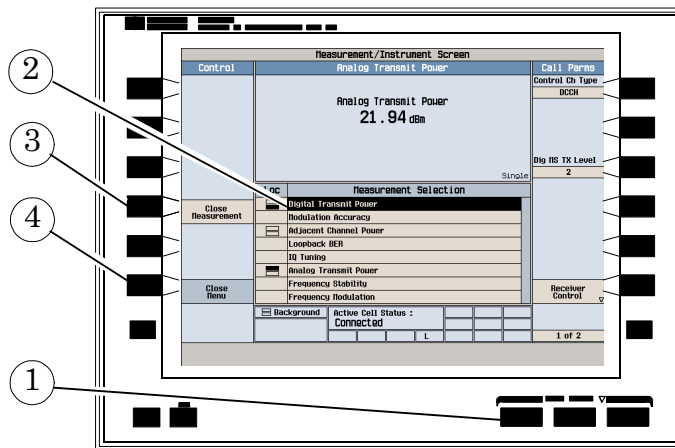 Measurement/Instrument Screen
Control
Analog Transmit Power
Call Parms
Control Ch Type
DCCH
Analog Transmit Power
21.94 dBm
Dig MS TX Level
2
Single
Loc
Measurement Selection
Digital Transmit Power
Close
Measurement
Modulation Accuracy
Adjacent Channel Power
Loopback BER
IQ Tuning
Analog Transmit Power
Close
Menu
Frequency Stability
Frequency Modulation
Receiver
Control
Background
Active Cell Status :
Connected
L
1 of 2
2
3
4
1